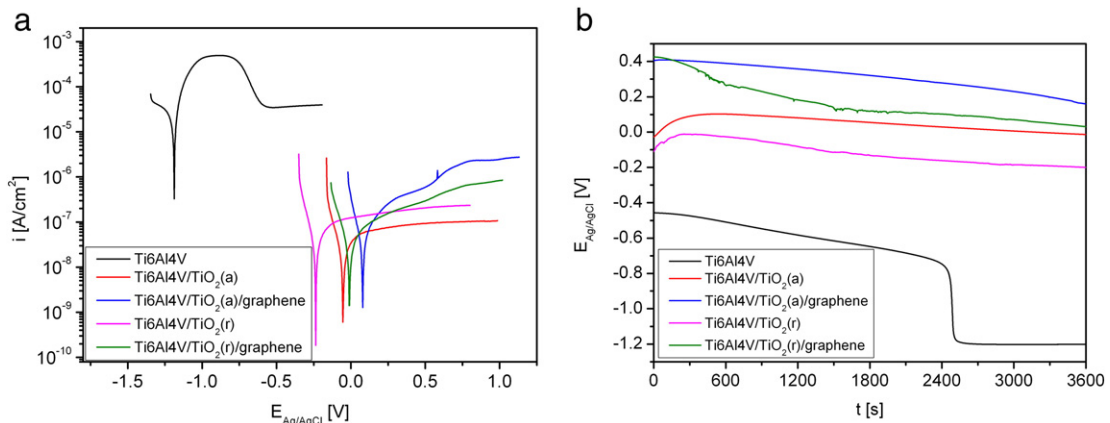 a
10⁻³
10⁻⁴
10⁻⁵
10⁻⁶
10⁻⁷
10⁻⁸
10⁻⁹
10⁻¹⁰
i [A/cm²]
Ti6Al4V
Ti6Al4V/TiO₂(a)
Ti6Al4V/TiO₂(a)/graphene
Ti6Al4V/TiO₂(r)
Ti6Al4V/TiO₂(r)/graphene
-1.5 -1.0 -0.5 0.0 0.5 1.0
E Ag/AgCl [V]
b
0.4
0.2
0.0
-0.2
-0.4
-0.6
-0.8
-1.0
-1.2
E Ag/AgCl [V]
Ti6Al4V
Ti6Al4V/TiO₂(a)
Ti6Al4V/TiO₂(a)/graphene
Ti6Al4V/TiO₂(r)
Ti6Al4V/TiO₂(r)/graphene
0 600 1200 1800 2400 3000 3600
t [s]